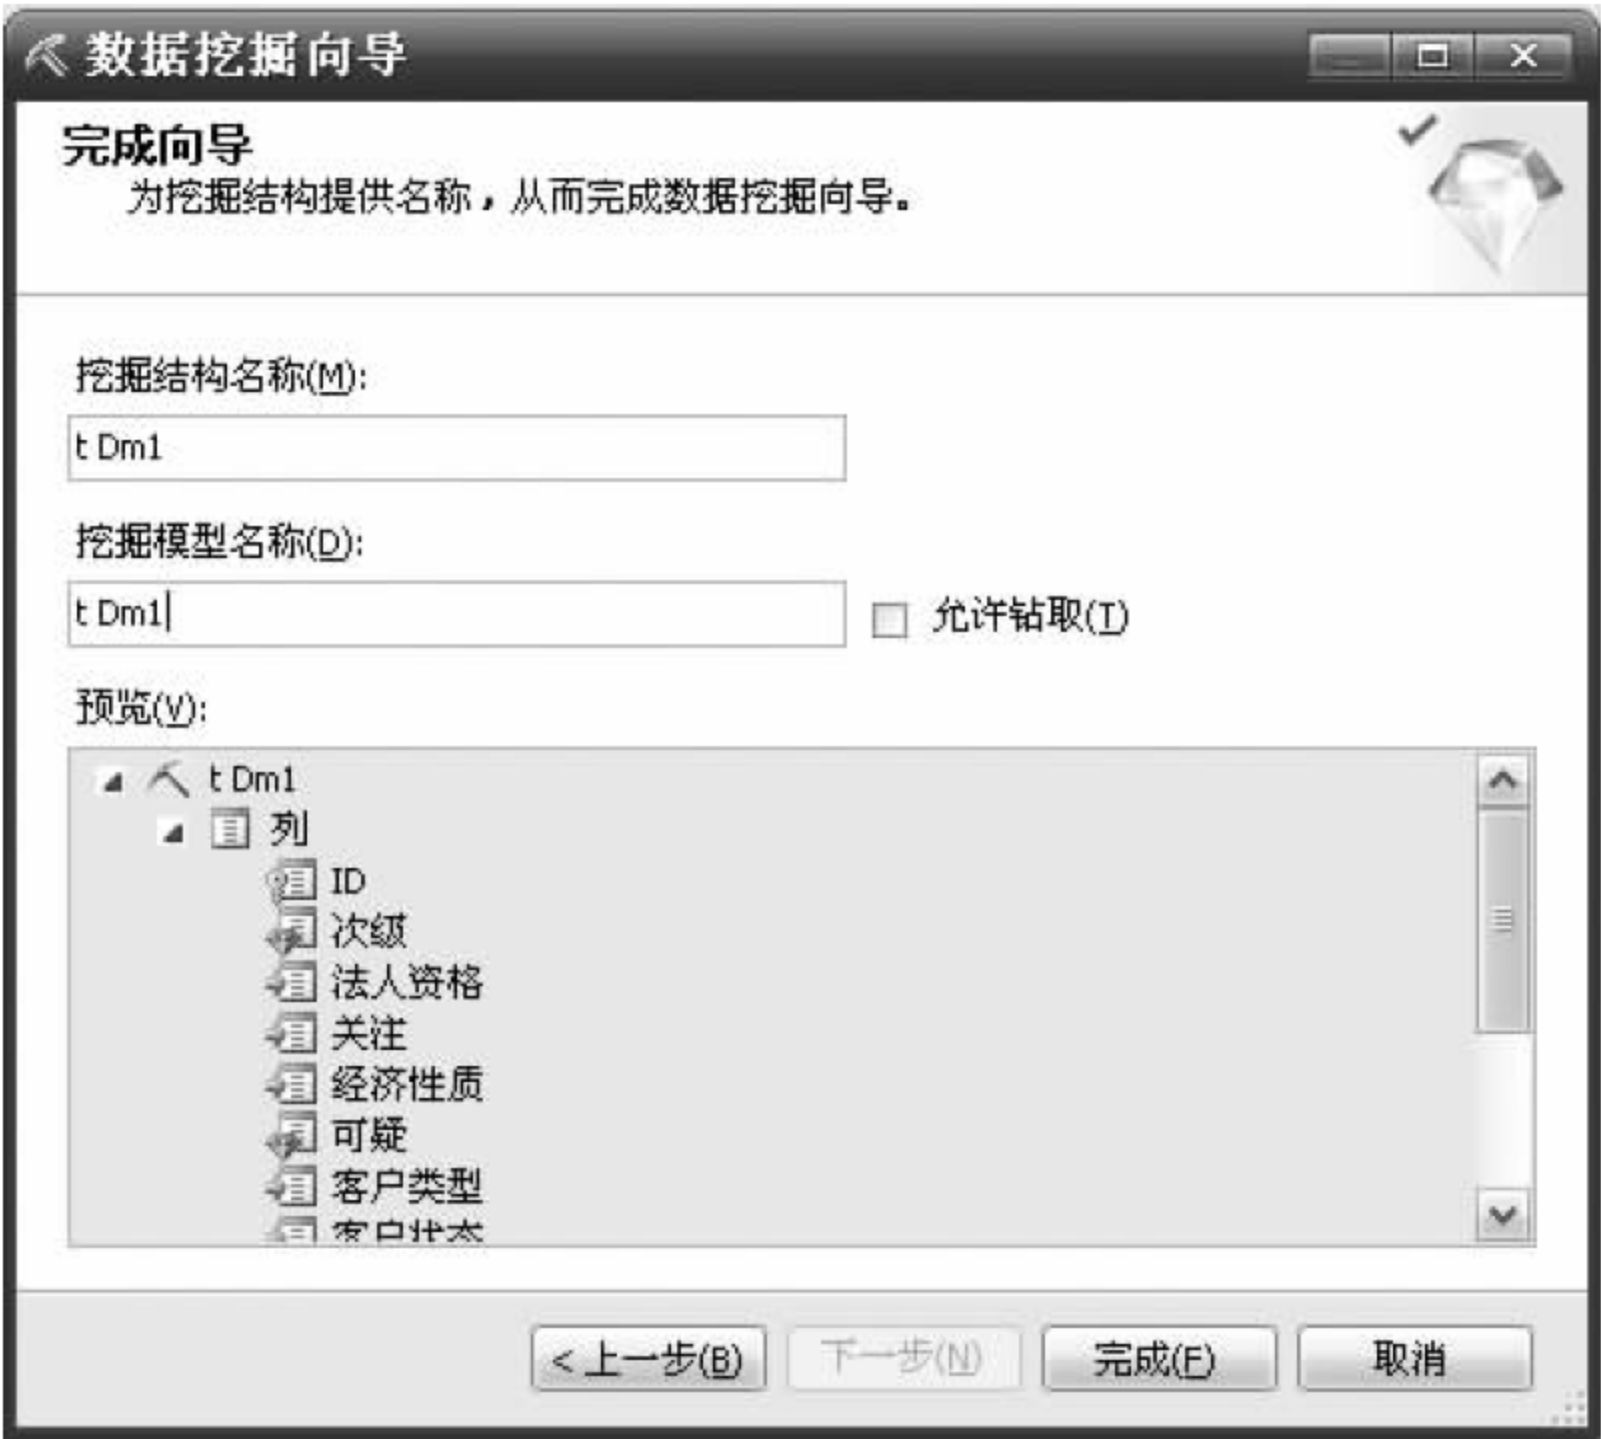 数据挖掘向导
完成向导
为挖掘结构提供名称，从而完成数据挖掘向导。
挖掘结构名称(M):
t Dm1
挖掘模型名称(D):
t Dm1
允许钻取(T)
预览(V):
t Dm1
列
ID
次级
法人资格
关注
经济性质
可疑
客户类型
客户状态
< 上一步(B)
下一步(N)
完成(F)
取消